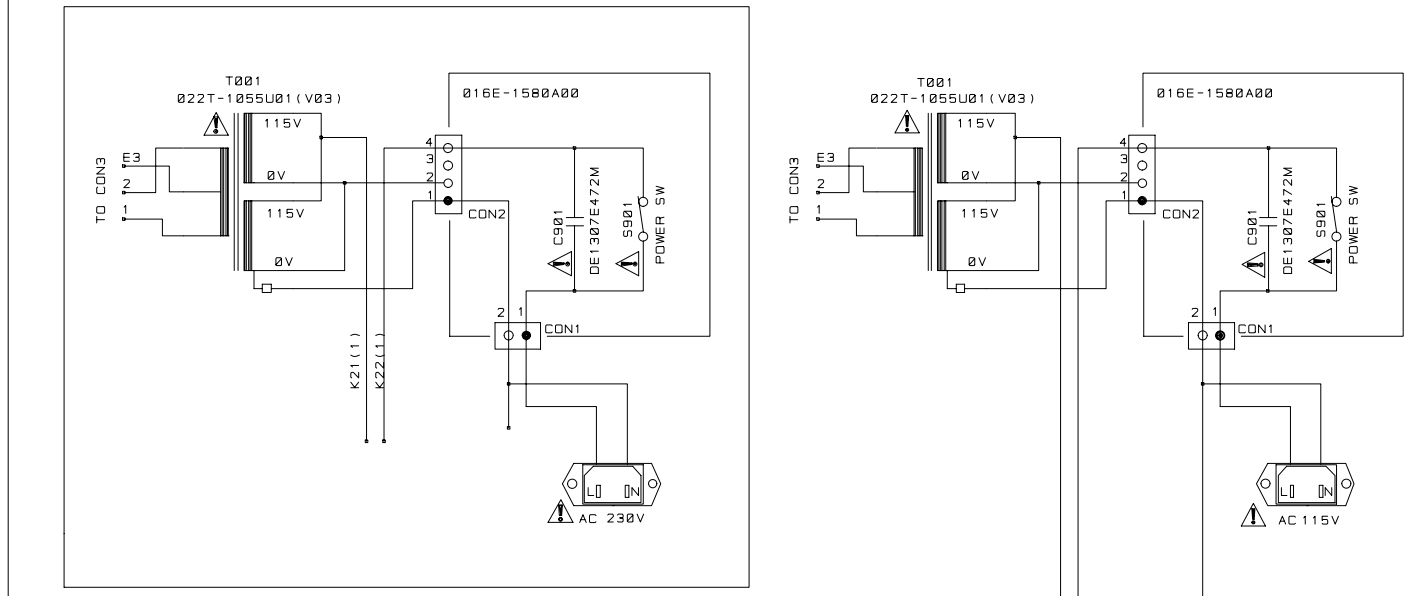 T001
022T-1055U01(V03)
016E-1580A00
115V
0V
115V
0V
TO CON3
E3
2
1
4
3
2
1
CON2
C901
DE1307E472M
S901
POWER SW
2 1
CON1
K21(1)
K22(1)
L N
AC 230V
T001
022T-1055U01(V03)
016E-1580A00
115V
0V
115V
0V
TO CON3
E3
2
1
4
3
2
1
CON2
C901
DE1307E472M
S901
POWER SW
2 1
CON1
L N
AC 115V